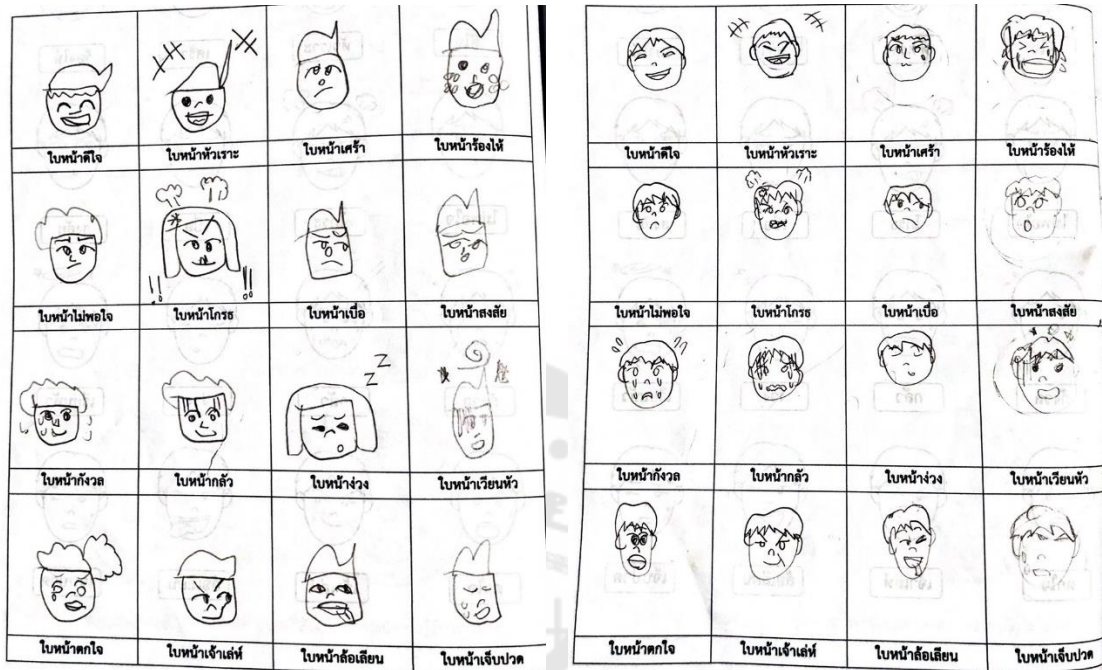 ใบหน้าดีใจ ใบหน้าหัวเราะ ใบหน้าเศร้า ใบหน้าร้องไห้
ใบหน้าไม่พอใจ ใบหน้าโกรธ ใบหน้าเบื่อ ใบหน้าสงสัย
Z
Z
ใบหน้ากังวล ใบหน้ากลัว ใบหน้าง่วง ใบหน้าเวียนหัว
ใบหน้าตกใจ ใบหน้าเจ้าเล่ห์ ใบหน้าล้อเลียน ใบหน้าเจ็บปวด
ใบหน้าดีใจ ใบหน้าหัวเราะ ใบหน้าเศร้า ใบหน้าร้องไห้
ใบหน้าไม่พอใจ ใบหน้าโกรธ ใบหน้าเบื่อ ใบหน้าสงสัย
ใบหน้ากังวล ใบหน้ากลัว ใบหน้าง่วง ใบหน้าเวียนหัว
ใบหน้าตกใจ ใบหน้าเจ้าเล่ห์ ใบหน้าล้อเลียน ใบหน้าเจ็บปวด